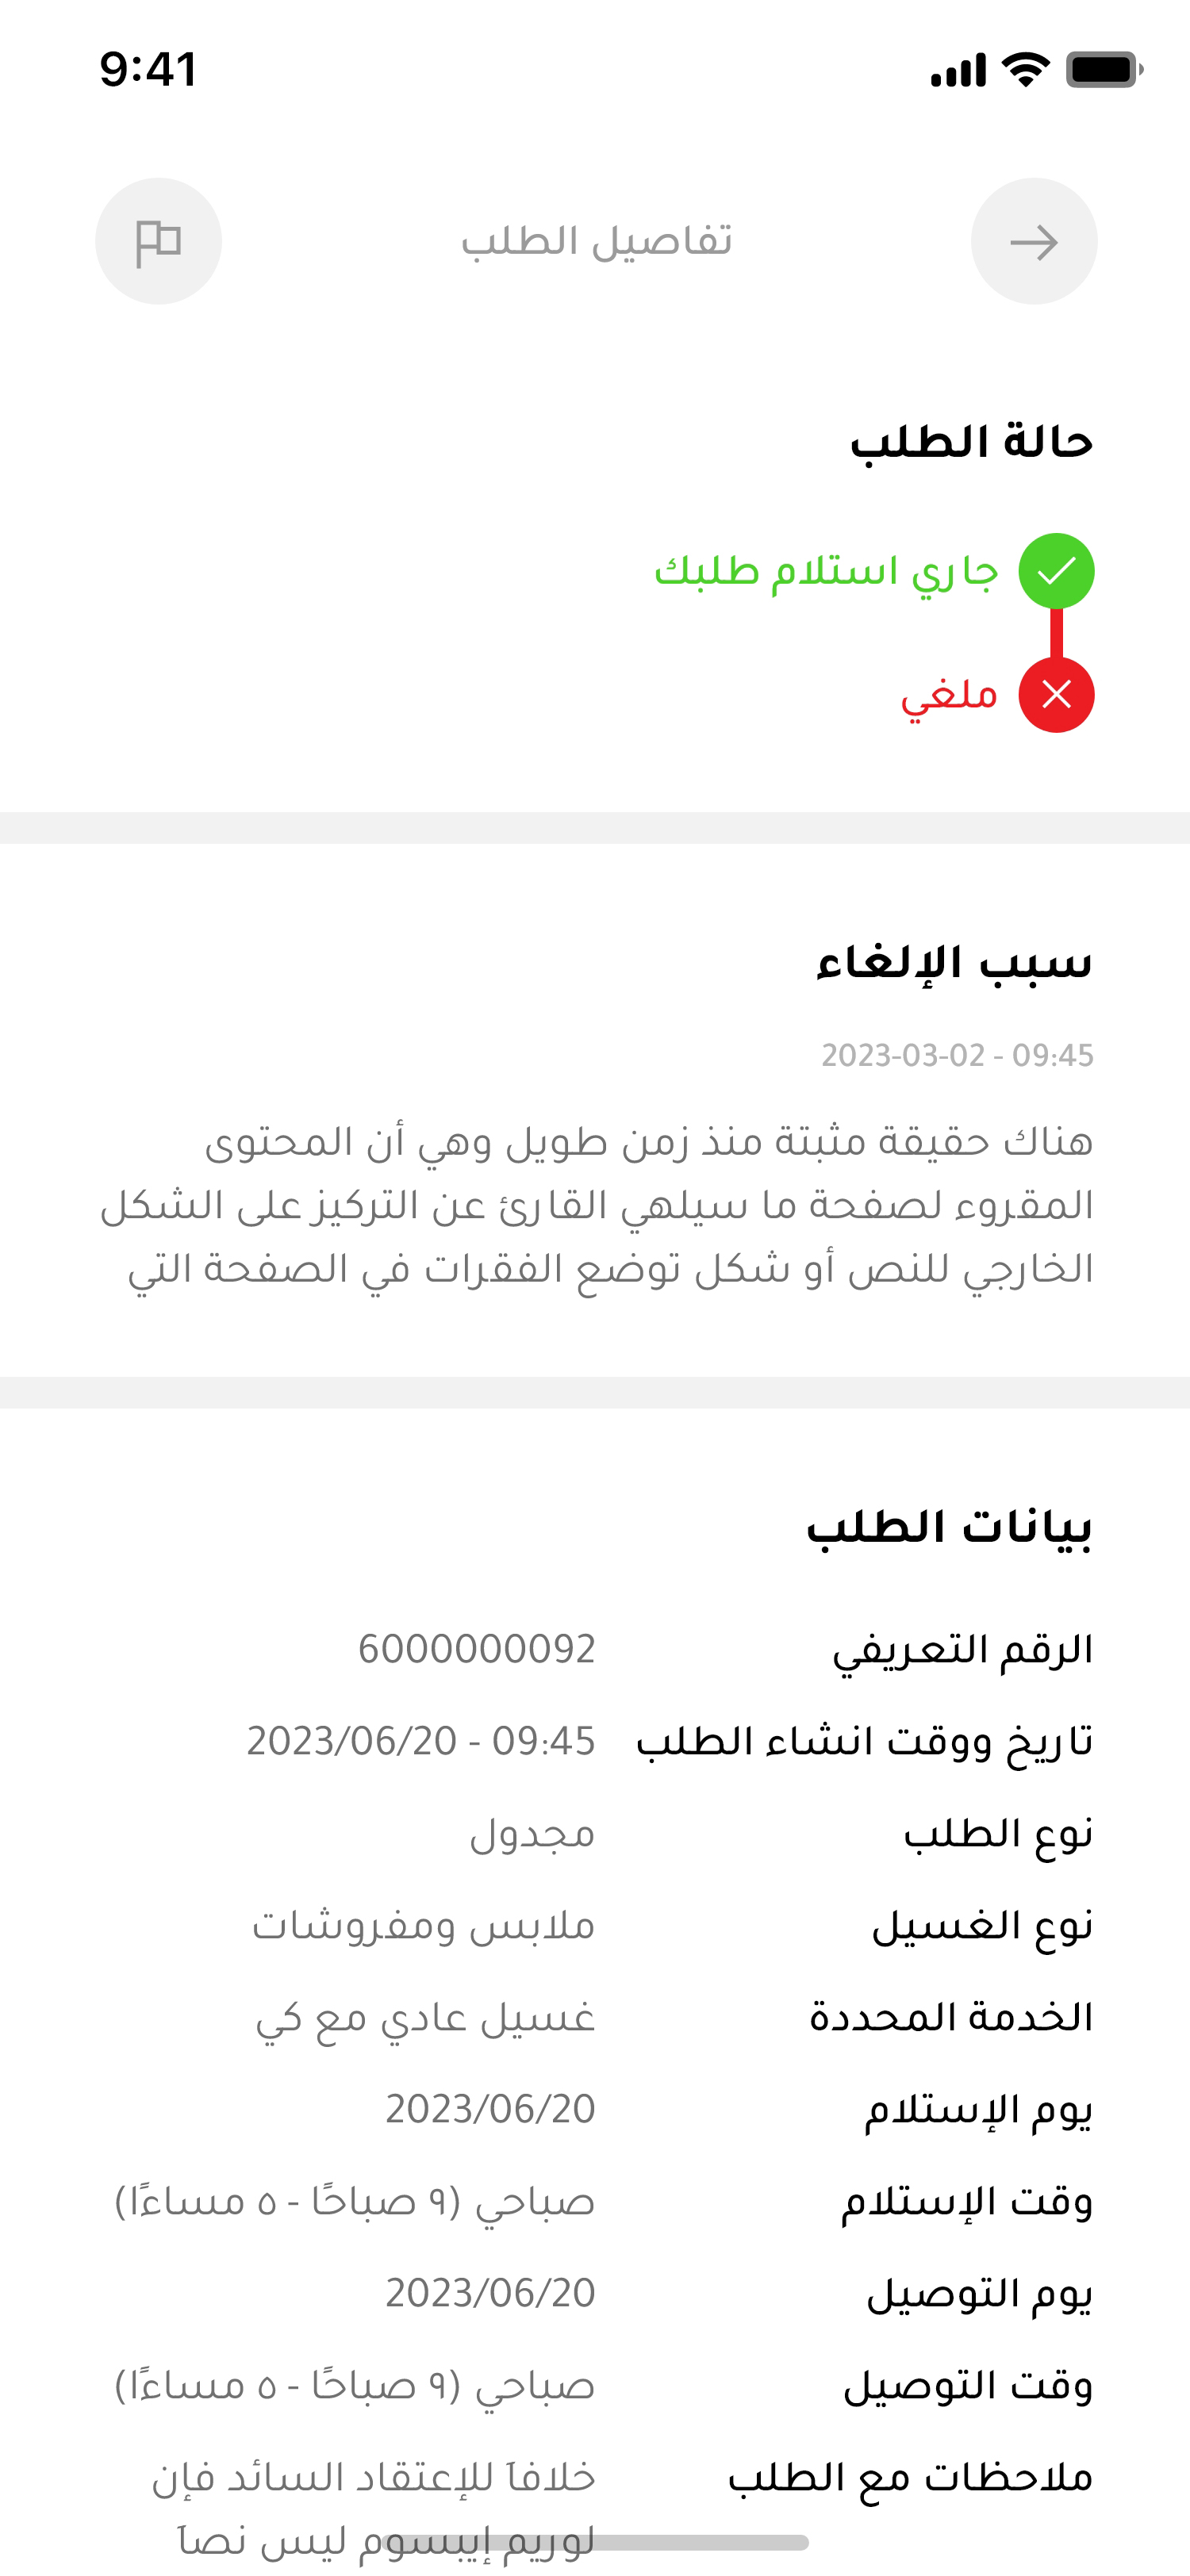 9:41
تفاصيل الطلب
حالة الطلب
جاري استلام طلبك
ملغي
سبب الإلغاء
2023-03-02 - 09:45
هناك حقيقة مثبتة منذ زمن طويل وهي أن المحتوى
المقروء لصفحة ما سيلهي القارئ عن التركيز على الشكل
الخارجي للنص أو شكل توضع الفقرات في الصفحة التي
بيانات الطلب
الرقم التعريفي 6000000092
تاريخ ووقت انشاء الطلب 2023/06/20 - 09:45
نوع الطلب مجدول
نوع الغسيل ملابس ومفروشات
الخدمة المحددة غسيل عادي مع كي
يوم الإستلام 2023/06/20
وقت الإستلام صباحي (٩ صباحًا - ٥ مساءًا)
يوم التوصيل 2023/06/20
وقت التوصيل صباحي (٩ صباحًا - ٥ مساءًا)
ملاحظات مع الطلب خلافاَ للإعتقاد السائد فإن
لوريم إيبسوم ليس نصاَ